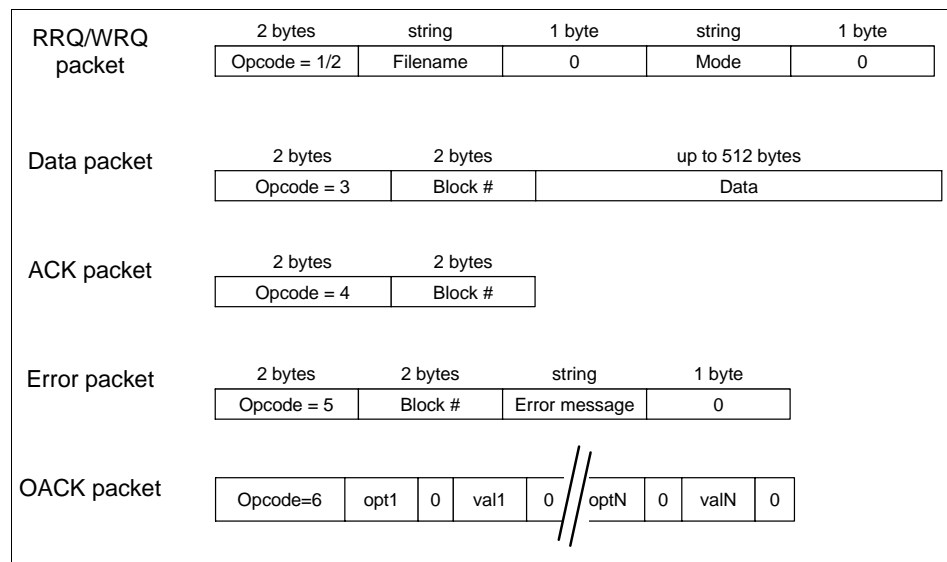 RRQ/WRQ packet
2 bytes string 1 byte string 1 byte
Opcode = 1/2 Filename 0 Mode 0
Data packet
2 bytes 2 bytes up to 512 bytes
Opcode = 3 Block # Data
ACK packet
2 bytes 2 bytes
Opcode = 4 Block #
Error packet
2 bytes 2 bytes string 1 byte
Opcode = 5 Block # Error message 0
OACK packet
Opcode=6 opt1 0 val1 0 optN 0 valN 0